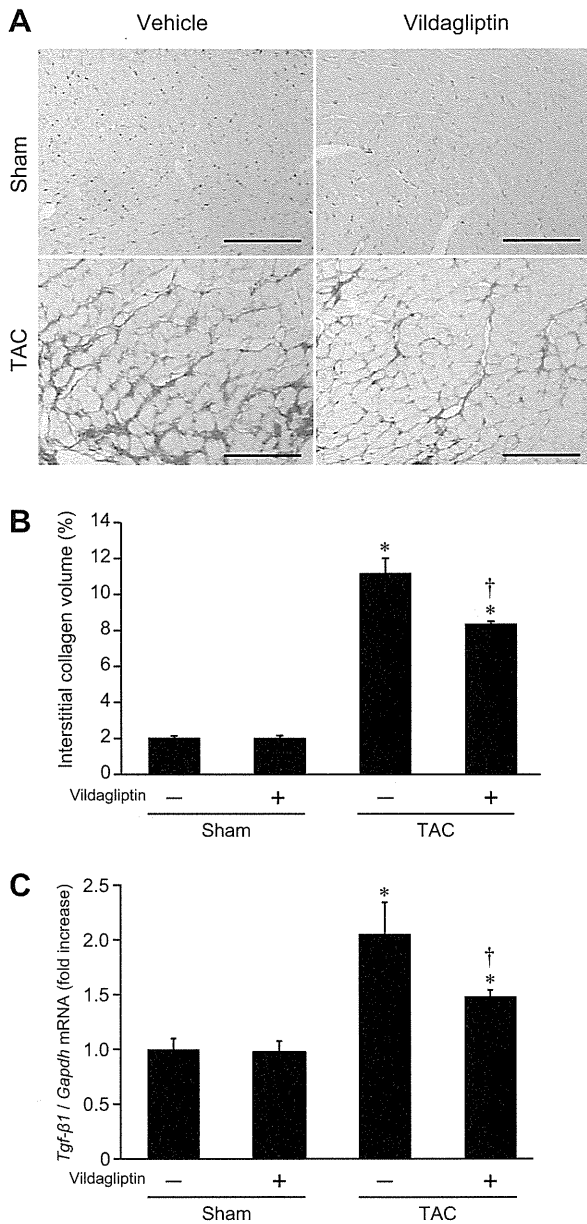 A
Vehicle Vildagliptin
Sham
TAC
B
Interstitial collagen volume (%)
14
12
10
8
6
4
2
0
*
†
*
Vildagliptin — + — +
Sham TAC
C
Tgf-β1 / Gapdh mRNA (fold increase)
2.5
2.0
1.5
1.0
0.5
0
*
†
*
Vildagliptin — + — +
Sham TAC